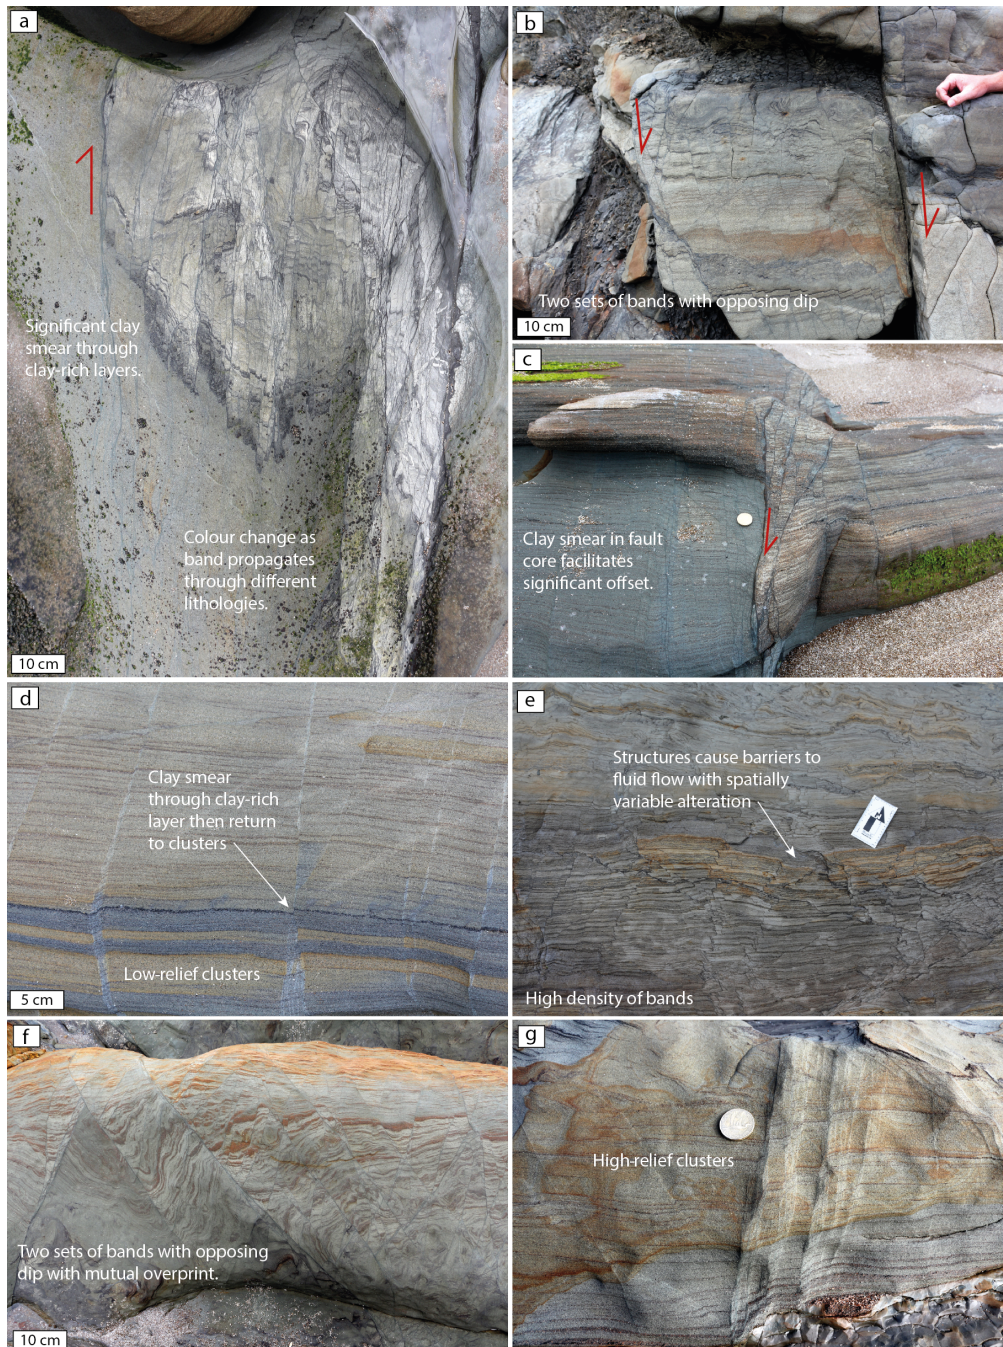 a
Significant clay
smear through
clay-rich layers.
Colour change as
band propagates
through different
lithologies.
10 cm
b
Two sets of bands with opposing dip
10 cm
c
Clay smear in fault
core facilitates
significant offset.
d
Clay smear
through clay-rich
layer then return
to clusters
Low-relief clusters
5 cm
e
Structures cause barriers to
fluid flow with spatially
variable alteration
High density of bands
f
Two sets of bands with opposing
dip with mutual overprint.
10 cm
g
High-relief clusters